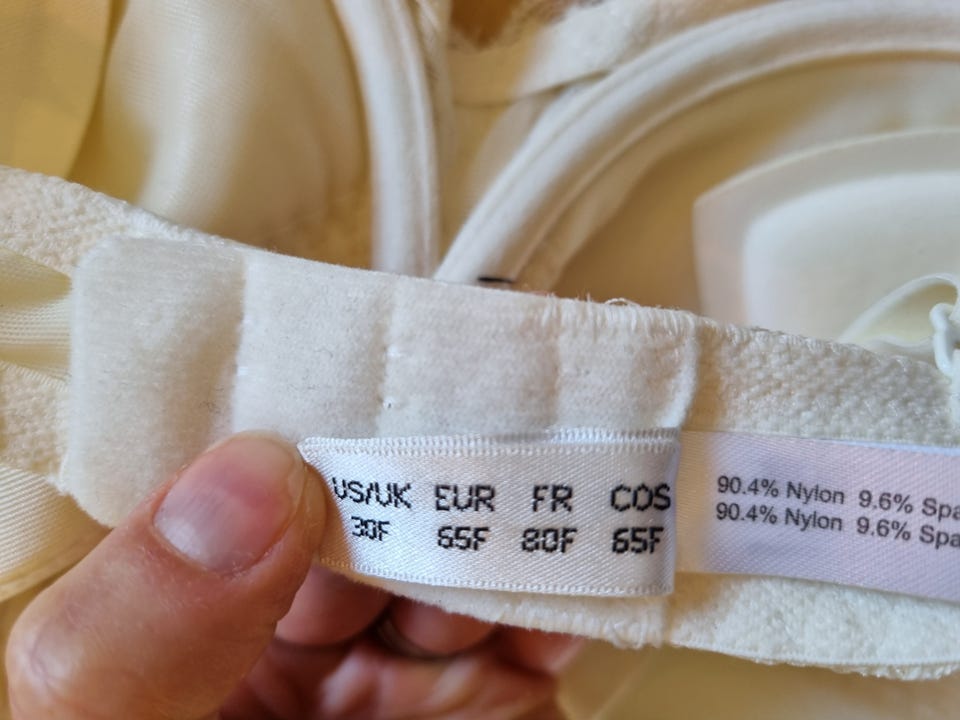 US/UK EUR FR COS
30F 65F 80F 65F
90.4% Nylon 9.6% Spa
90.4% Nylon 9.6% Spa